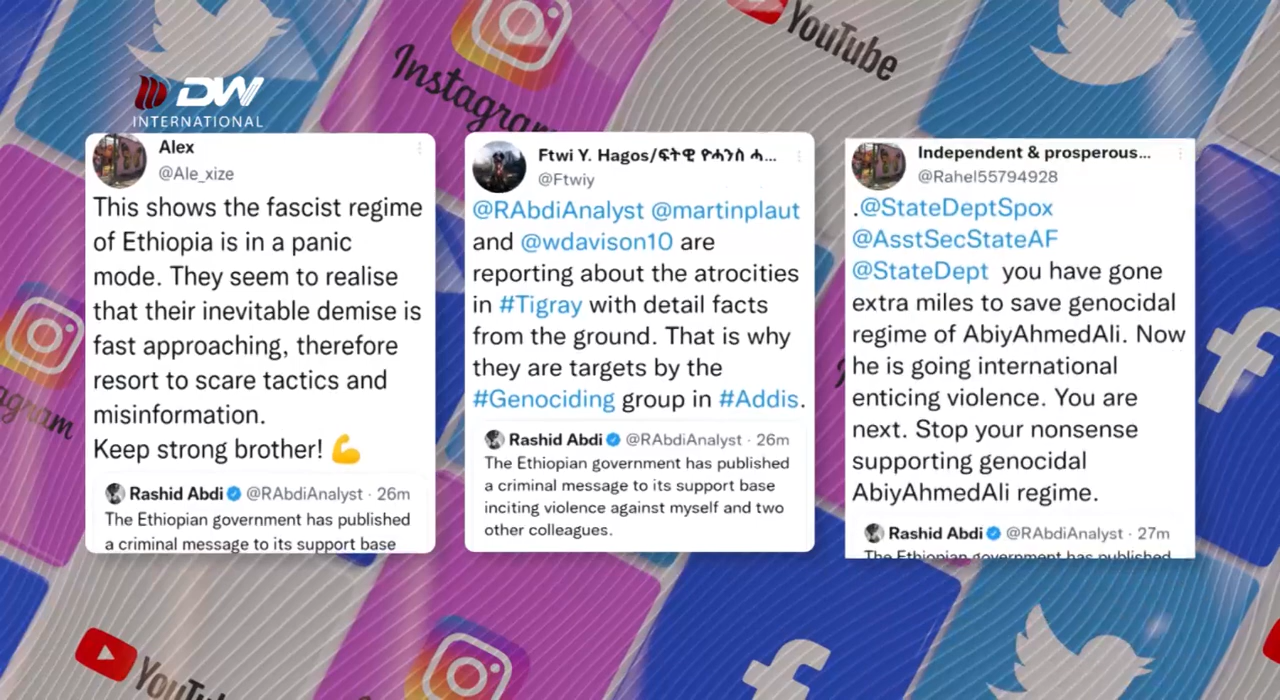 Instagram
YouTube
DW
INTERNATIONAL
Alex
@Ale_xize
This shows the fascist regime
of Ethiopia is in a panic
mode. They seem to realise
that their inevitable demise is
fast approaching, therefore
resort to scare tactics and
misinformation.
Keep strong brother! 💪
Rashid Abdi @RAbdiAnalyst · 26m
The Ethiopian government has published
a criminal message to its support base
Ftwi Y. Hagos/ፍትዊ ዮሓንስ ሓ...
@Ftwiy
@RAbdiAnalyst @martinplaut
and @wdavison10 are
reporting about the atrocities
in #Tigray with detail facts
from the ground. That is why
they are targets by the
#Genociding group in #Addis.
Rashid Abdi @RAbdiAnalyst · 26m
The Ethiopian government has published
a criminal message to its support base
inciting violence against myself and two
other colleagues.
Independent & prosperous...
@Rahel55794928
.@StateDeptSpox
@AsstSecStateAF
@StateDept you have gone
extra miles to save genocidal
regime of AbiyAhmedAli. Now
he is going international
enticing violence. You are
next. Stop your nonsense
supporting genocidal
AbiyAhmedAli regime.
Rashid Abdi @RAbdiAnalyst · 27m
The Ethiopian government has published
agram
YouTu